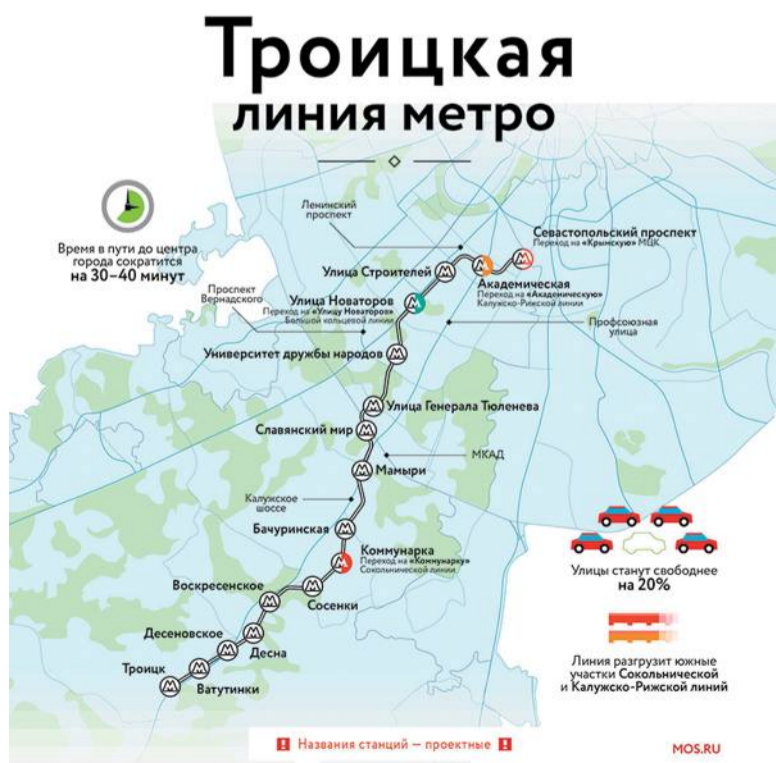 Троицкая
линия метро
Время в пути до центра
города сократится
на 30–40 минут
Ленинский
проспект
Севастопольский проспект
Переход на «Крымскую» МЦК
Улица Строителей
Академическая
Переход на «Академическую»
Калужско-Рижской линии
Проспект
Вернадского
Улица Новаторов
Переход на «Улицу Новаторов»
Большой кольцевой линии
Профсоюзная
улица
Университет дружбы народов
Улица Генерала Тюленева
Славянский мир
МКАД
Мамыри
Калужское
шоссе
Бачуринская
Коммунарка
Переход на «Коммунарку»
Сокольнической линии
Воскресенское
Сосенки
Десеновское
Десна
Троицк
Ватутинки
Улицы станут свободнее
на 20%
Линия разгрузит южные
участки Сокольнической
и Калужско-Рижской линий
! Названия станций — проектные !
MOS.RU